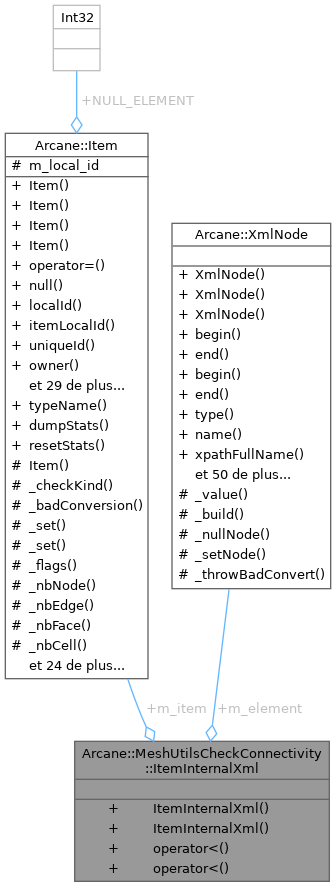 Int32
+NULL_ELEMENT
Arcane::Item
# m_local_id
+ Item()
+ Item()
+ Item()
+ Item()
+ operator=()
+ null()
+ localId()
+ itemLocalId()
+ uniqueId()
+ owner()
et 29 de plus...
+ typeName()
+ dumpStats()
+ resetStats()
# Item()
# _checkKind()
# _badConversion()
# _set()
# _set()
# _flags()
# _nbNode()
# _nbEdge()
# _nbFace()
# _nbCell()
et 24 de plus...
Arcane::XmlNode
+ XmlNode()
+ XmlNode()
+ XmlNode()
+ begin()
+ end()
+ begin()
+ end()
+ type()
+ name()
+ xpathFullName()
et 50 de plus...
# _value()
# _build()
# _nullNode()
# _setNode()
# _throwBadConvert()
+m_item
+m_element
Arcane::MeshUtilsCheckConnectivity
::ItemInternalXml
+ ItemInternalXml()
+ ItemInternalXml()
+ operator<()
+ operator<()